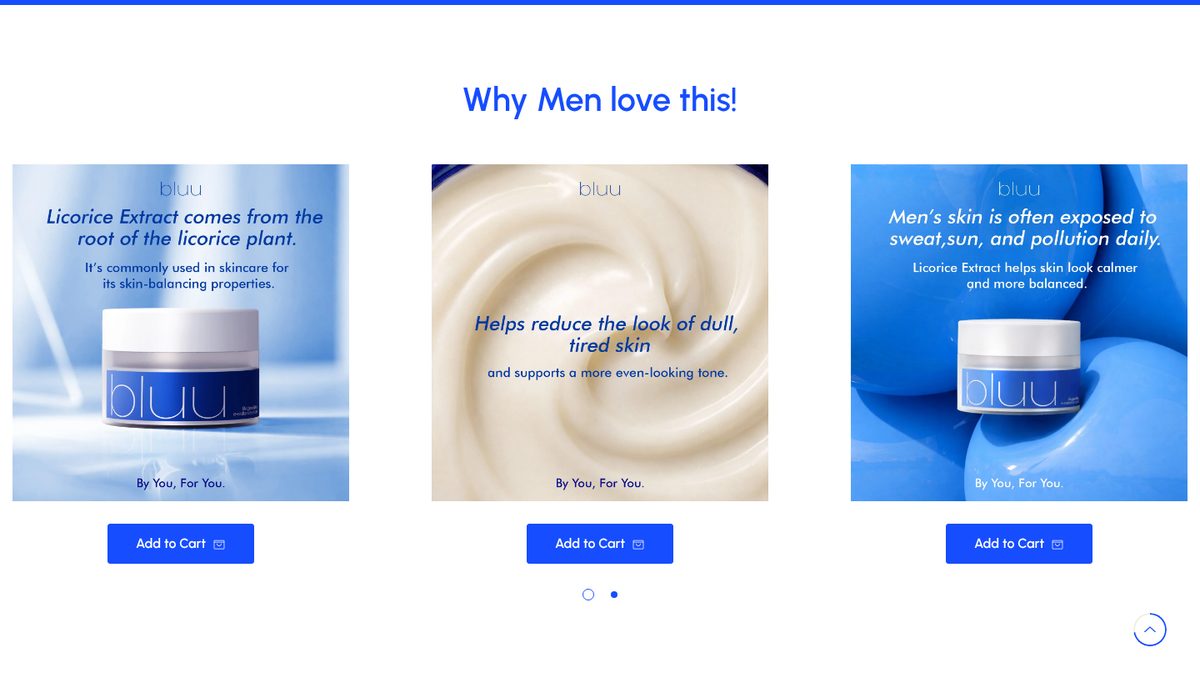 Why Men love this!
bluu
Licorice Extract comes from the
root of the licorice plant.
It's commonly used in skincare for
its skin-balancing properties.
bluu
By You, For You.
Add to Cart
bluu
Helps reduce the look of dull,
tired skin
and supports a more even-looking tone.
By You, For You.
Add to Cart
bluu
Men's skin is often exposed to
sweat,sun, and pollution daily.
Licorice Extract helps skin look calmer
and more balanced.
bluu
By You, For You.
Add to Cart